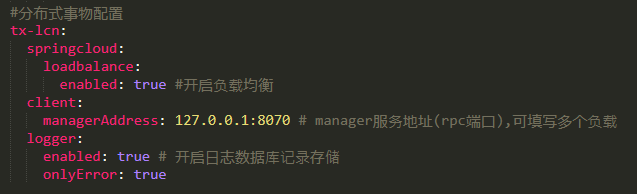 #分布式事物配置
tx-lcn:
  springcloud:
    loadbalance:
      enabled: true #开启负载均衡
  client:
    managerAddress: 127.0.0.1:8070 # manager服务地址(rpc端口),可填写多个负载
  logger:
    enabled: true # 开启日志数据库记录存储
    onlyError: true